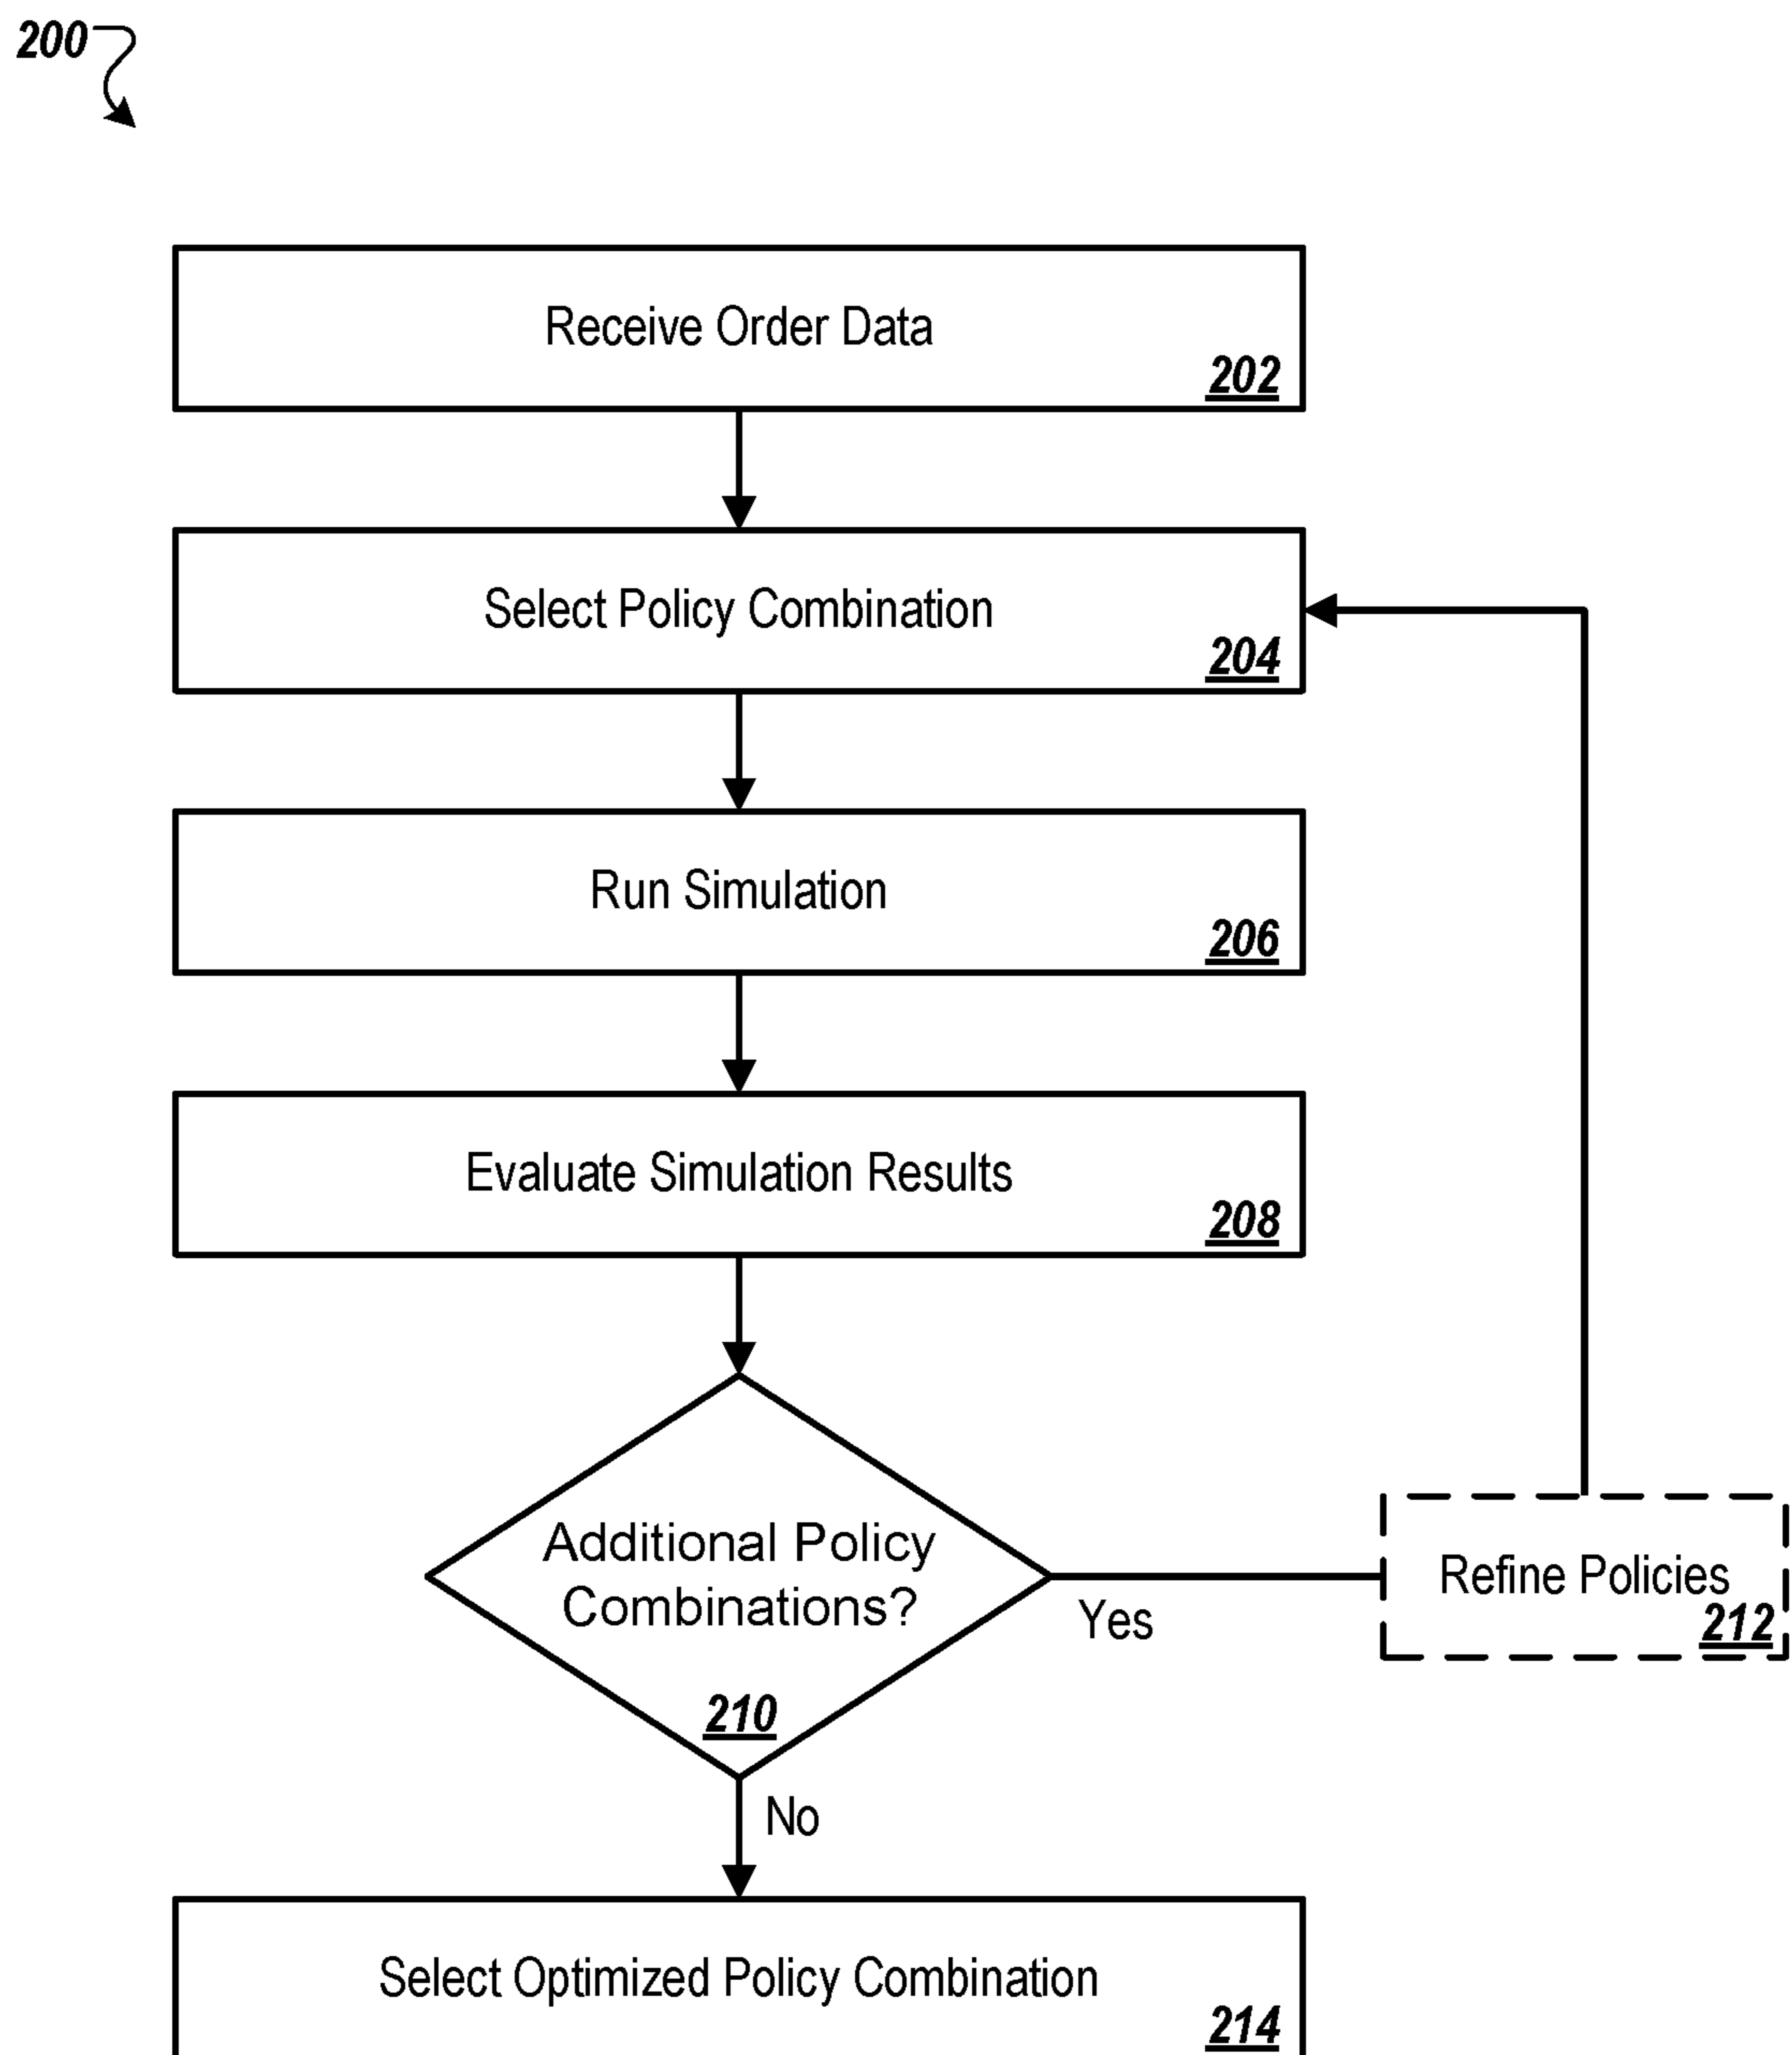 200
Receive Order Data
202
Select Policy Combination
204
Run Simulation
206
Evaluate Simulation Results
208
Additional Policy
Combinations?
210
Yes
Refine Policies
212
No
Select Optimized Policy Combination
214